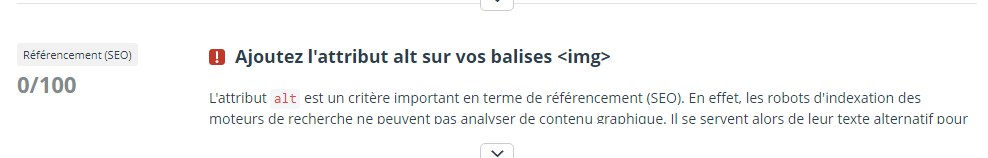 Référencement (SEO)
0/100
Ajoutez l'attribut alt sur vos balises <img>
L'attribut alt est un critère important en terme de référencement (SEO). En effet, les robots d'indexation des
moteurs de recherche ne peuvent pas analyser de contenu graphique. Il se servent alors de leur texte alternatif pour